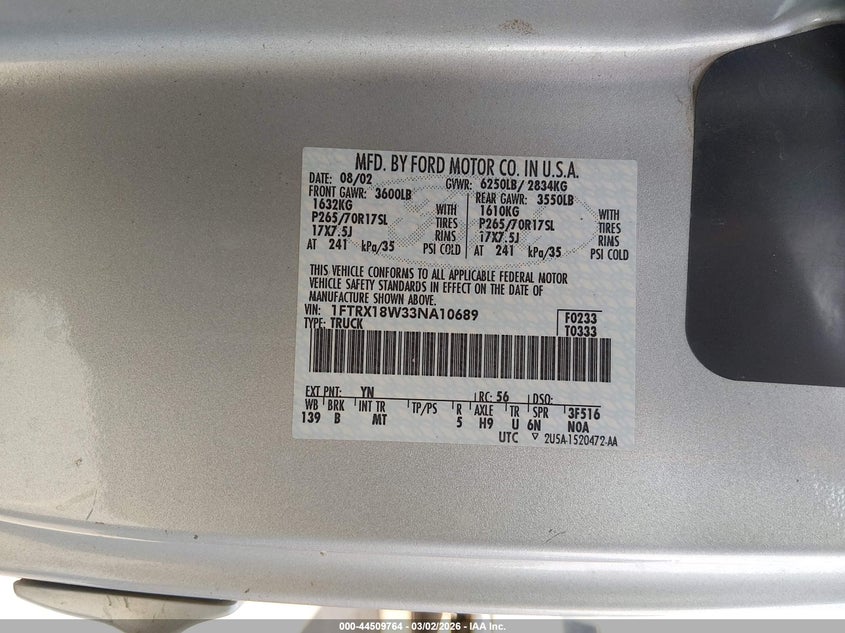 MFD. BY FORD MOTOR CO. IN U.S.A.
DATE: 08/02 GVWR: 6250LB/ 2834KG
FRONT GAWR: 3600LB REAR GAWR: 3550LB
1632KG WITH 1610KG WITH
P265/70R17SL TIRES P265/70R17SL TIRES
17X7.5J RIMS 17X7.5J RIMS
AT 241 kPa/35 PSI COLD AT 241 kPa/35 PSI COLD
THIS VEHICLE CONFORMS TO ALL APPLICABLE FEDERAL MOTOR
VEHICLE SAFETY STANDARDS IN EFFECT ON THE DATE OF
MANUFACTURE SHOWN ABOVE.
VIN: 1FTRX18W33NA10689 F0233
TYPE: TRUCK T0333
EXT PNT: YN RC: 56 DSO:
WB BRK INT TR TP/PS R AXLE TR SPR 3F516
139 B MT 5 H9 U 6N NOA
UTC 2U5A-1520472-AA
000-44509764 - 03/02/2026 - IAA Inc.